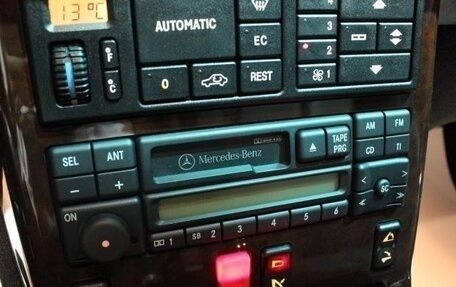 13°C
AUTOMATIC
EC
0
REST
°F
C
4
3
2
1
SEL
ANT
Mercedes-Benz
TAPE
PRG
AM
FM
CD
TI
SC
ON
1
SB 2
3
4
5
6